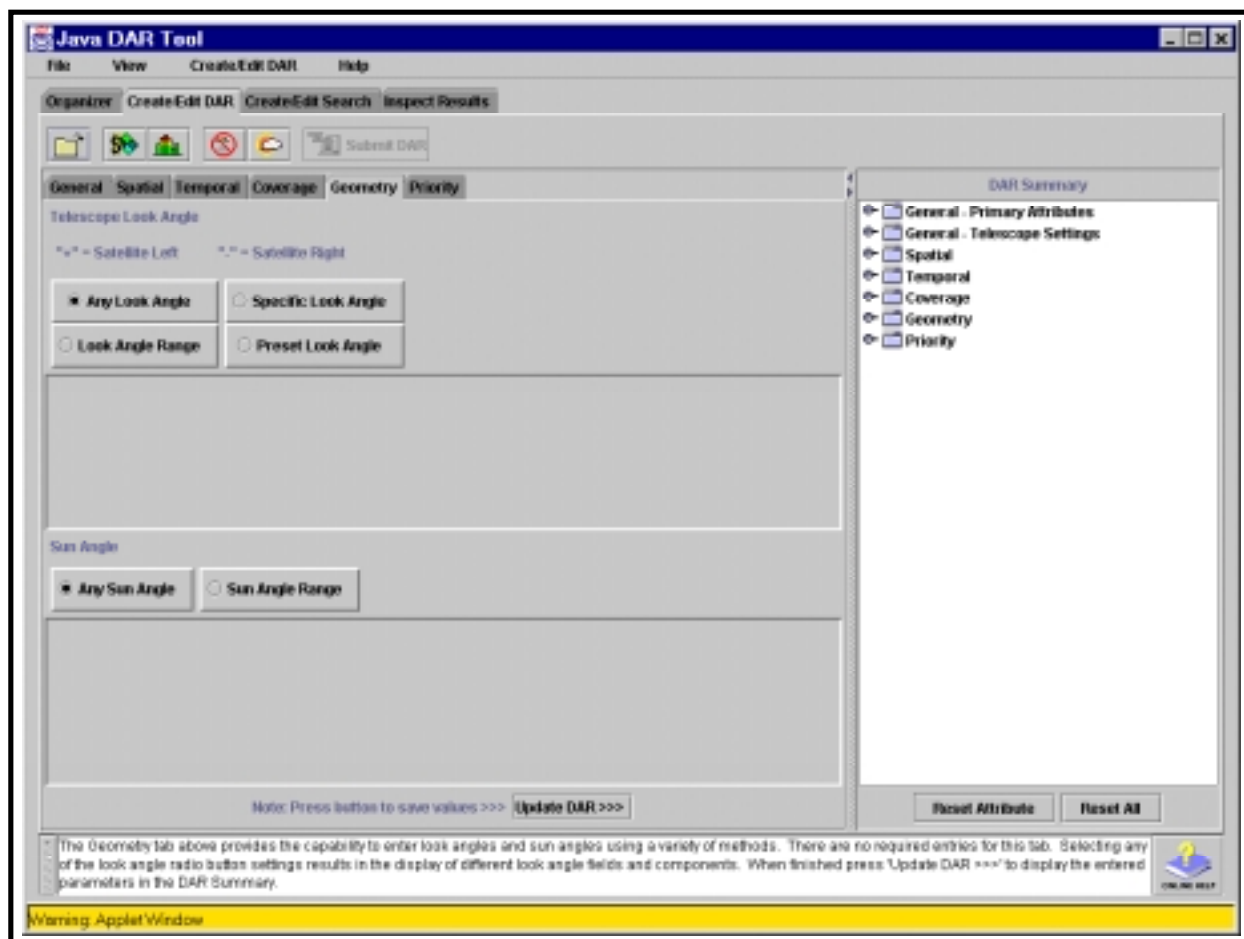 Java DAR Tool
File View Create/Edit DAR Help
Organizer Create/Edit DAR Create/Edit Search Inspect Results
Submit DAR
General Spatial Temporal Coverage Geometry Priority
Telescope Look Angle
"+" = Satellite Left "-" = Satellite Right
Any Look Angle Specific Look Angle
Look Angle Range Preset Look Angle
Sun Angle
Any Sun Angle Sun Angle Range
Note: Press button to save values >>> Update DAR >>>
DAR Summary
General - Primary Attributes
General - Telescope Settings
Spatial
Temporal
Coverage
Geometry
Priority
Reset Attribute Reset All
The Geometry tab above provides the capability to enter look angles and sun angles using a variety of methods. There are no required entries for this tab. Selecting any
of the look angle radio button settings results in the display of different look angle fields and components. When finished press 'Update DAR >>>' to display the entered
parameters in the DAR Summary.
ONLINE HELP
Warning: Applet Window